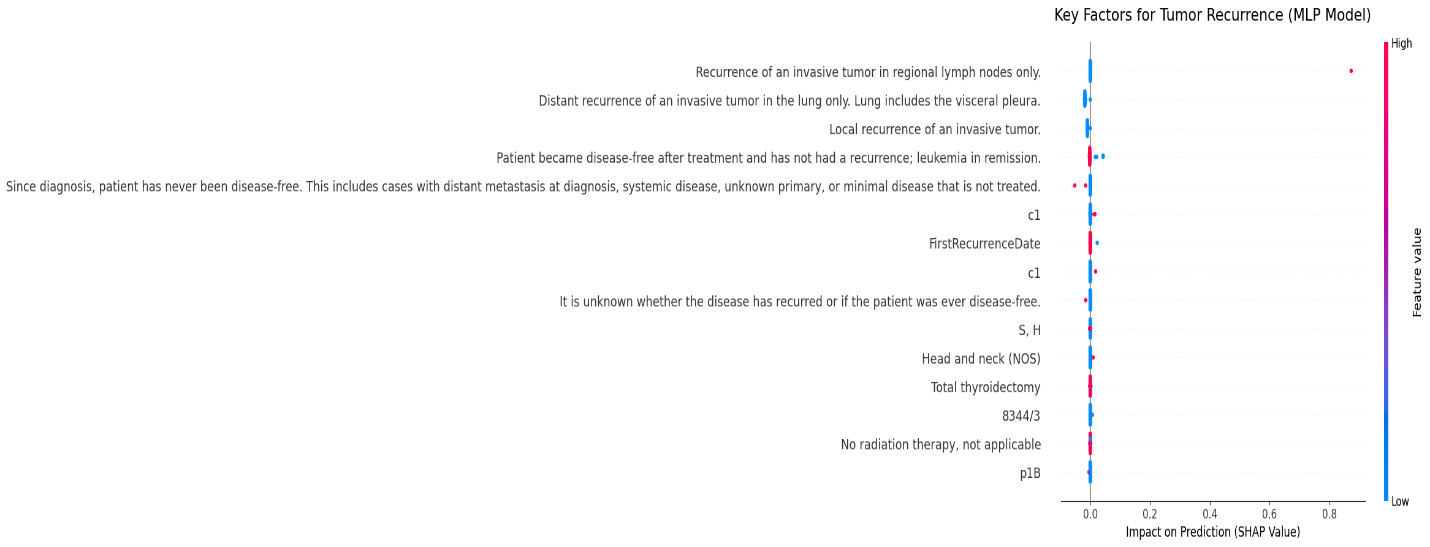 Key Factors for Tumor Recurrence (MLP Model)
High
Recurrence of an invasive tumor in regional lymph nodes only.
Distant recurrence of an invasive tumor in the lung only. Lung includes the visceral pleura.
Local recurrence of an invasive tumor.
Patient became disease-free after treatment and has not had a recurrence; leukemia in remission.
Since diagnosis, patient has never been disease-free. This includes cases with distant metastasis at diagnosis, systemic disease, unknown primary, or minimal disease that is not treated.
c1
FirstRecurrenceDate
c1
It is unknown whether the disease has recurred or if the patient was ever disease-free.
S, H
Head and neck (NOS)
Total thyroidectomy
8344/3
No radiation therapy, not applicable
p1B
Feature value
Low
0.0 0.2 0.4 0.6 0.8
Impact on Prediction (SHAP Value)